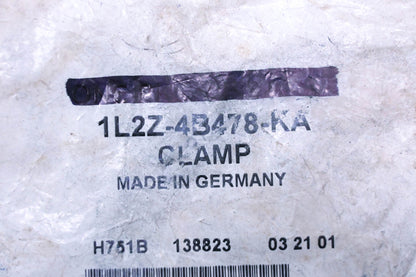 1L2Z-4B478-KA
CLAMP
MADE IN GERMANY
H751B 138823 03 21 01